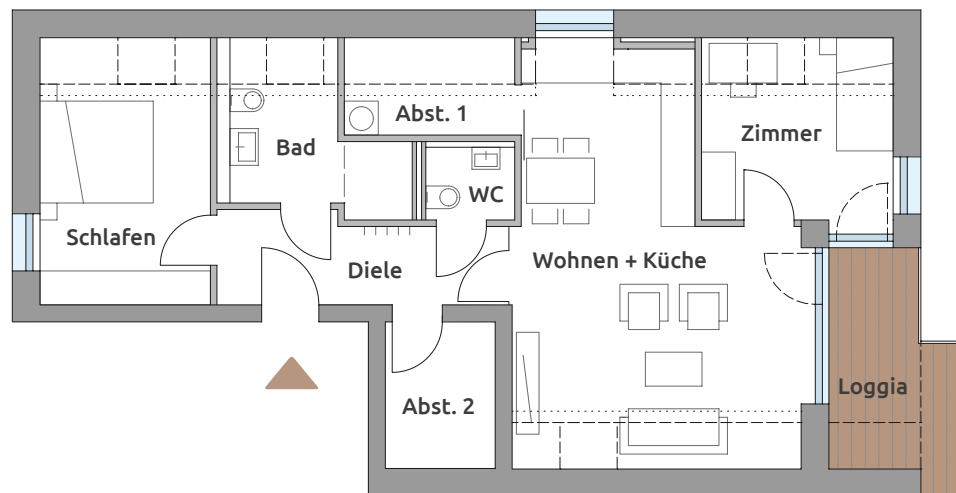 Abst. 1
Zimmer
Bad
WC
Schlafen
Diele
Wohnen + Küche
Loggia
Abst. 2